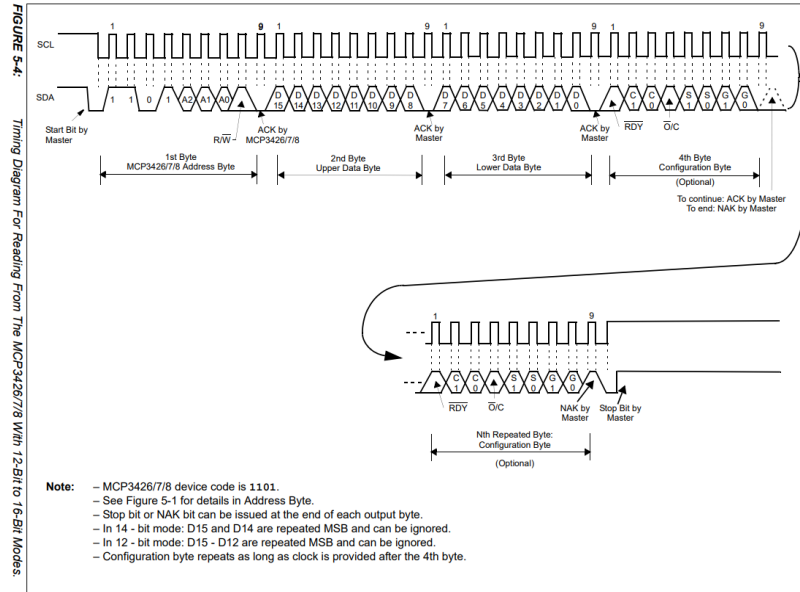 FIGURE 5-4: Timing Diagram For Reading From The MCP3426/7/8 With 12-Bit to 16-Bit Modes.
1 9 1 9 1 9 1 9
SCL
SDA
1 1 0 1 A2 A1 A0
D15 D14 D13 D12 D11 D10 D9 D8
D7 D6 D5 D4 D3 D2 D1 D0
C1 C0 S1 S0 G1 G0
Start Bit by
Master
R/W
ACK by
MCP3426/7/8
ACK by
Master
ACK by
Master
RDY
O/C
1st Byte
MCP3426/7/8 Address Byte
2nd Byte
Upper Data Byte
3rd Byte
Lower Data Byte
4th Byte
Configuration Byte
(Optional)
To continue: ACK by Master
To end: NAK by Master
1 9
C1 C0 S1 S0 G1 G0
RDY
O/C
NAK by
Master
Stop Bit by
Master
Nth Repeated Byte:
Configuration Byte
(Optional)
Note: – MCP3426/7/8 device code is 1101.
– See Figure 5-1 for details in Address Byte.
– Stop bit or NAK bit can be issued at the end of each output byte.
– In 14 - bit mode: D15 and D14 are repeated MSB and can be ignored.
– In 12 - bit mode: D15 - D12 are repeated MSB and can be ignored.
– Configuration byte repeats as long as clock is provided after the 4th byte.